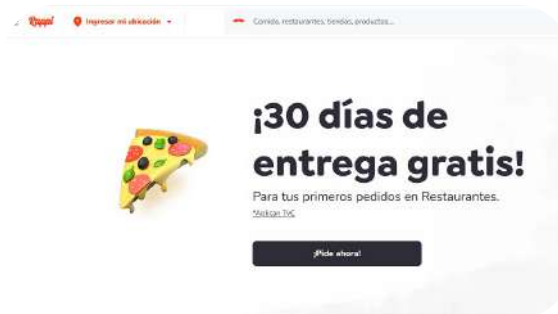 Rappi
Ingresar mi ubicación
Comida, restaurantes, tiendas, productos...
¡30 días de
entrega gratis!
Para tus primeros pedidos en Restaurantes.
*Aplican TyC
¡Pide ahora!